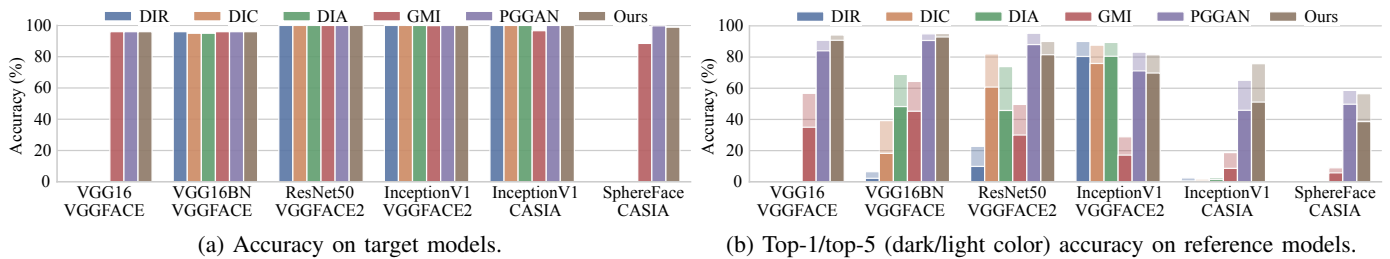 DIR DIC DIA GMI PGGAN Ours
Accuracy (%)
100
80
60
40
20
0
VGG16 VGG16BN ResNet50 InceptionV1 InceptionV1 SphereFace
VGGFACE VGGFACE VGGFACE2 VGGFACE2 CASIA CASIA
(a) Accuracy on target models.
DIR DIC DIA GMI PGGAN Ours
Accuracy (%)
100
80
60
40
20
0
VGG16 VGG16BN ResNet50 InceptionV1 InceptionV1 SphereFace
VGGFACE VGGFACE VGGFACE2 VGGFACE2 CASIA CASIA
(b) Top-1/top-5 (dark/light color) accuracy on reference models.